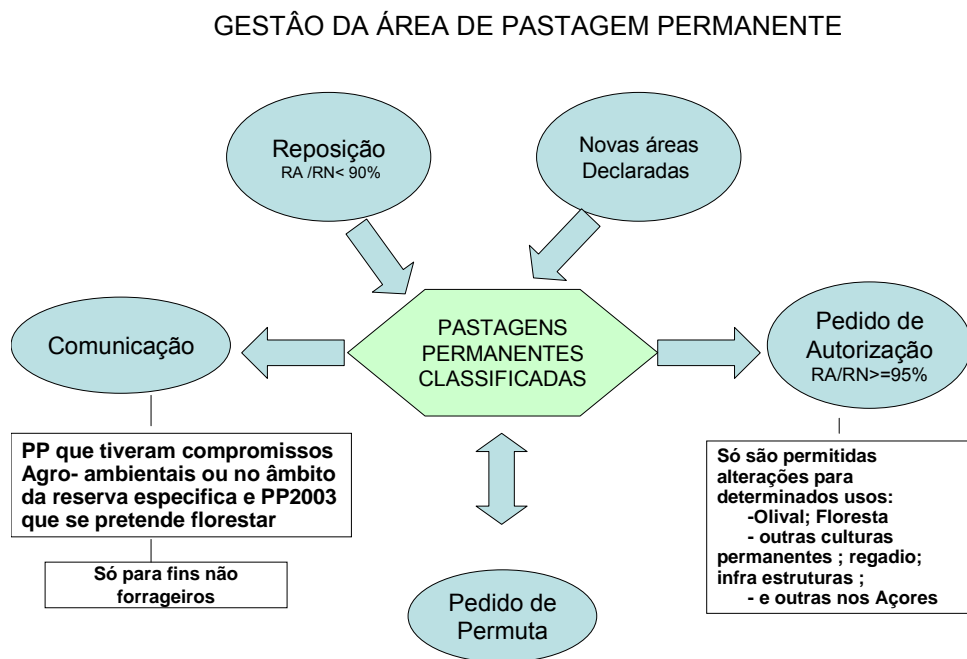 GESTÂO DA ÁREA DE PASTAGEM PERMANENTE
Reposição
RA /RN< 90%
Novas áreas
Declaradas
Comunicação
PASTAGENS
PERMANENTES
CLASSIFICADAS
Pedido de
Autorização
RA/RN>=95%
PP que tiveram compromissos
Agro- ambientais ou no âmbito
da reserva especifica e PP2003
que se pretende florestar
Só para fins não
forrageiros
Só são permitidas
alterações para
determinados usos:
-Olival; Floresta
- outras culturas
permanentes ; regadio;
infra estruturas ;
- e outras nos Açores
Pedido de
Permuta